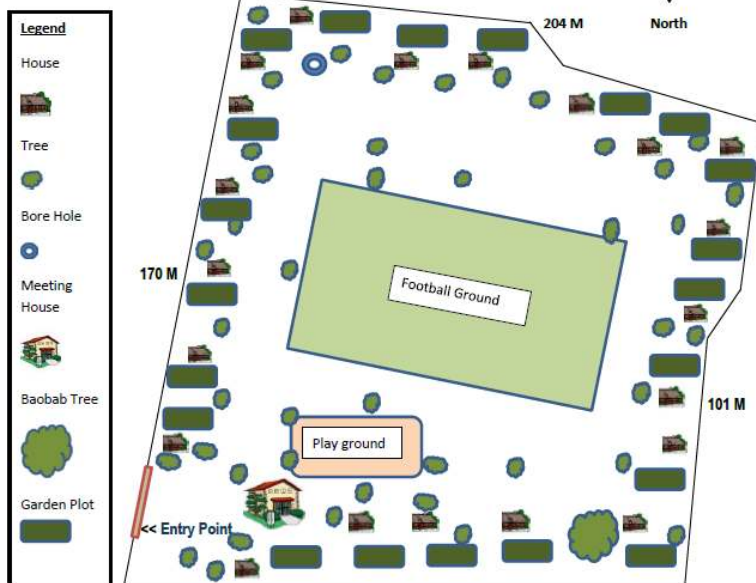 Legend
House
Tree
Bore Hole
Meeting
House
Baobab Tree
Garden Plot
204 M
North
170 M
Football Ground
101 M
Play ground
<< Entry Point